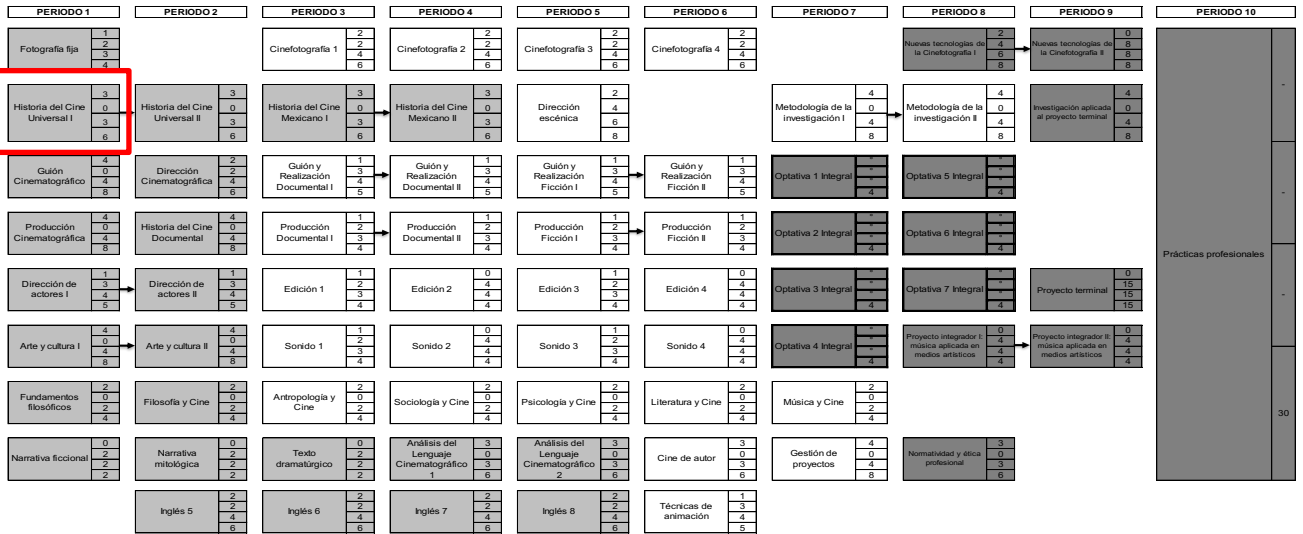 PERIODO 1 PERIODO 2 PERIODO 3 PERIODO 4 PERIODO 5 PERIODO 6 PERIODO 7 PERIODO 8 PERIODO 9 PERIODO 10
Fotografía fija
1
2
3
4
Cinefotografía 1
2
2
4
6
Cinefotografía 2
2
2
4
6
Cinefotografía 3
2
2
4
6
Cinefotografía 4
2
2
4
6
Nuevas tecnologías de
la Cinefotografía I
2
4
6
8
Nuevas tecnologías de
la Cinefotografía II
0
8
8
8
Historia del Cine
Universal I
3
0
3
6
Historia del Cine
Universal II
3
0
3
6
Historia del Cine
Mexicano I
3
0
3
6
Historia del Cine
Mexicano II
3
0
3
6
Dirección
escénica
2
4
6
8
Metodología de la
investigación I
4
0
4
8
Metodología de la
investigación II
4
0
4
8
Investigación aplicada
al proyecto terminal
4
0
4
8
Guión
Cinematográfico
4
0
4
8
Dirección
Cinematográfica
2
2
4
6
Guión y
Realización
Documental I
1
3
4
5
Guión y
Realización
Documental II
1
3
4
5
Guión y
Realización
Ficción I
1
3
4
5
Guión y
Realización
Ficción II
1
3
4
5
Optativa 1 Integral
*
*
*
4
Optativa 5 Integral
*
*
*
4
Producción
Cinematográfica
4
0
4
8
Historia del Cine
Documental
4
0
4
8
Producción
Documental I
1
2
3
4
Producción
Documental II
1
2
3
4
Producción
Ficción I
1
2
3
4
Producción
Ficción II
1
2
3
4
Optativa 2 Integral
*
*
*
4
Optativa 6 Integral
*
*
*
4
Dirección de
actores I
1
3
4
5
Dirección de
actores II
1
3
4
5
Edición 1
1
2
3
4
Edición 2
0
4
4
4
Edición 3
1
2
3
4
Edición 4
0
4
4
4
Optativa 3 Integral
*
*
*
4
Optativa 7 Integral
*
*
*
4
Proyecto terminal
0
15
15
15
Arte y cultura I
4
0
4
8
Arte y cultura II
4
0
4
8
Sonido 1
1
2
3
4
Sonido 2
0
4
4
4
Sonido 3
1
2
3
4
Sonido 4
0
4
4
4
Optativa 4 Integral
*
*
*
4
Proyecto integrador I:
música aplicada en
medios artísticos
0
4
4
4
Proyecto integrador II:
música aplicada en
medios artísticos
0
4
4
4
Fundamentos
filosóficos
2
0
2
4
Filosofía y Cine
2
0
2
4
Antropología y
Cine
2
0
2
4
Sociología y Cine
2
0
2
4
Psicología y Cine
2
0
2
4
Literatura y Cine
2
0
2
4
Música y Cine
2
0
2
4
Narrativa ficcional
0
2
2
2
Narrativa
mitológica
0
2
2
2
Texto
dramatúrgico
0
2
2
2
Análisis del
Lenguaje
Cinematográfico
1
3
0
3
6
Análisis del
Lenguaje
Cinematográfico
2
3
0
3
6
Cine de autor
3
0
3
6
Gestión de
proyectos
4
0
4
8
Normatividad y ética
profesional
3
0
3
6
Inglés 5
2
2
4
6
Inglés 6
2
2
4
6
Inglés 7
2
2
4
6
Inglés 8
2
2
4
6
Técnicas de
animación
1
3
4
5
Prácticas profesionales
-
-
-
30